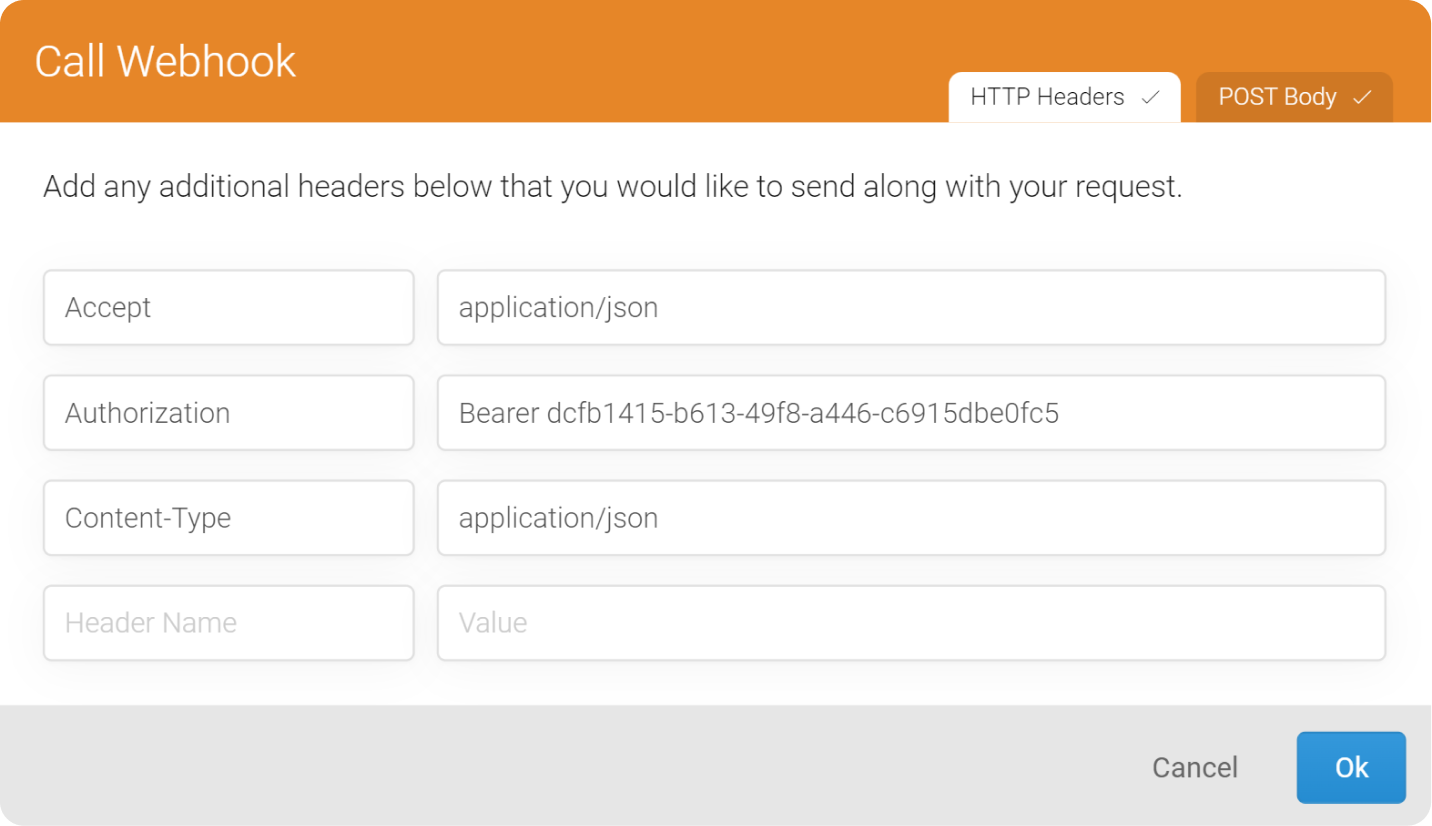 Call Webhook
HTTP Headers
POST Body
Add any additional headers below that you would like to send along with your request.
Accept
application/json
Authorization
Bearer dcfb1415-b613-49f8-a446-c6915dbe0fc5
Content-Type
application/json
Header Name
Value
Cancel
Ok